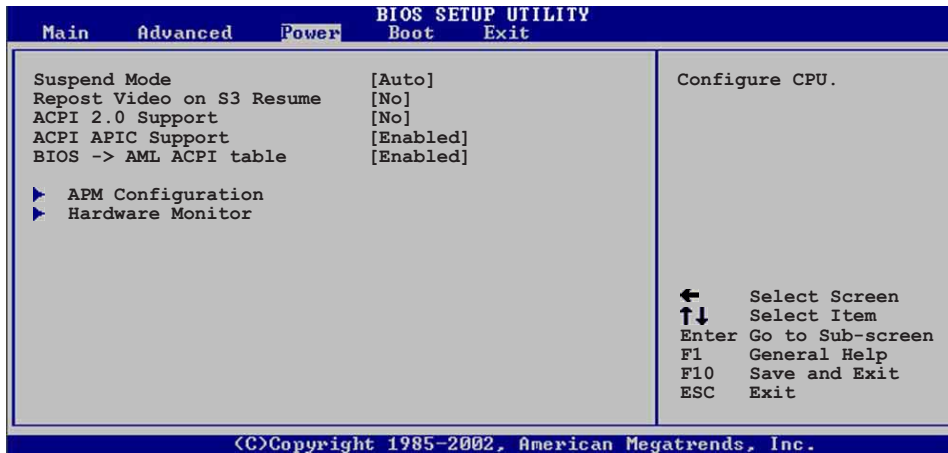 BIOS SETUP UTILITY
Main Advanced Power Boot Exit
Suspend Mode [Auto]
Repost Video on S3 Resume [No]
ACPI 2.0 Support [No]
ACPI APIC Support [Enabled]
BIOS -> AML ACPI table [Enabled]
APM Configuration
Hardware Monitor
Configure CPU.
← Select Screen
↑↓ Select Item
Enter Go to Sub-screen
F1 General Help
F10 Save and Exit
ESC Exit
(C)Copyright 1985-2002, American Megatrends, Inc.